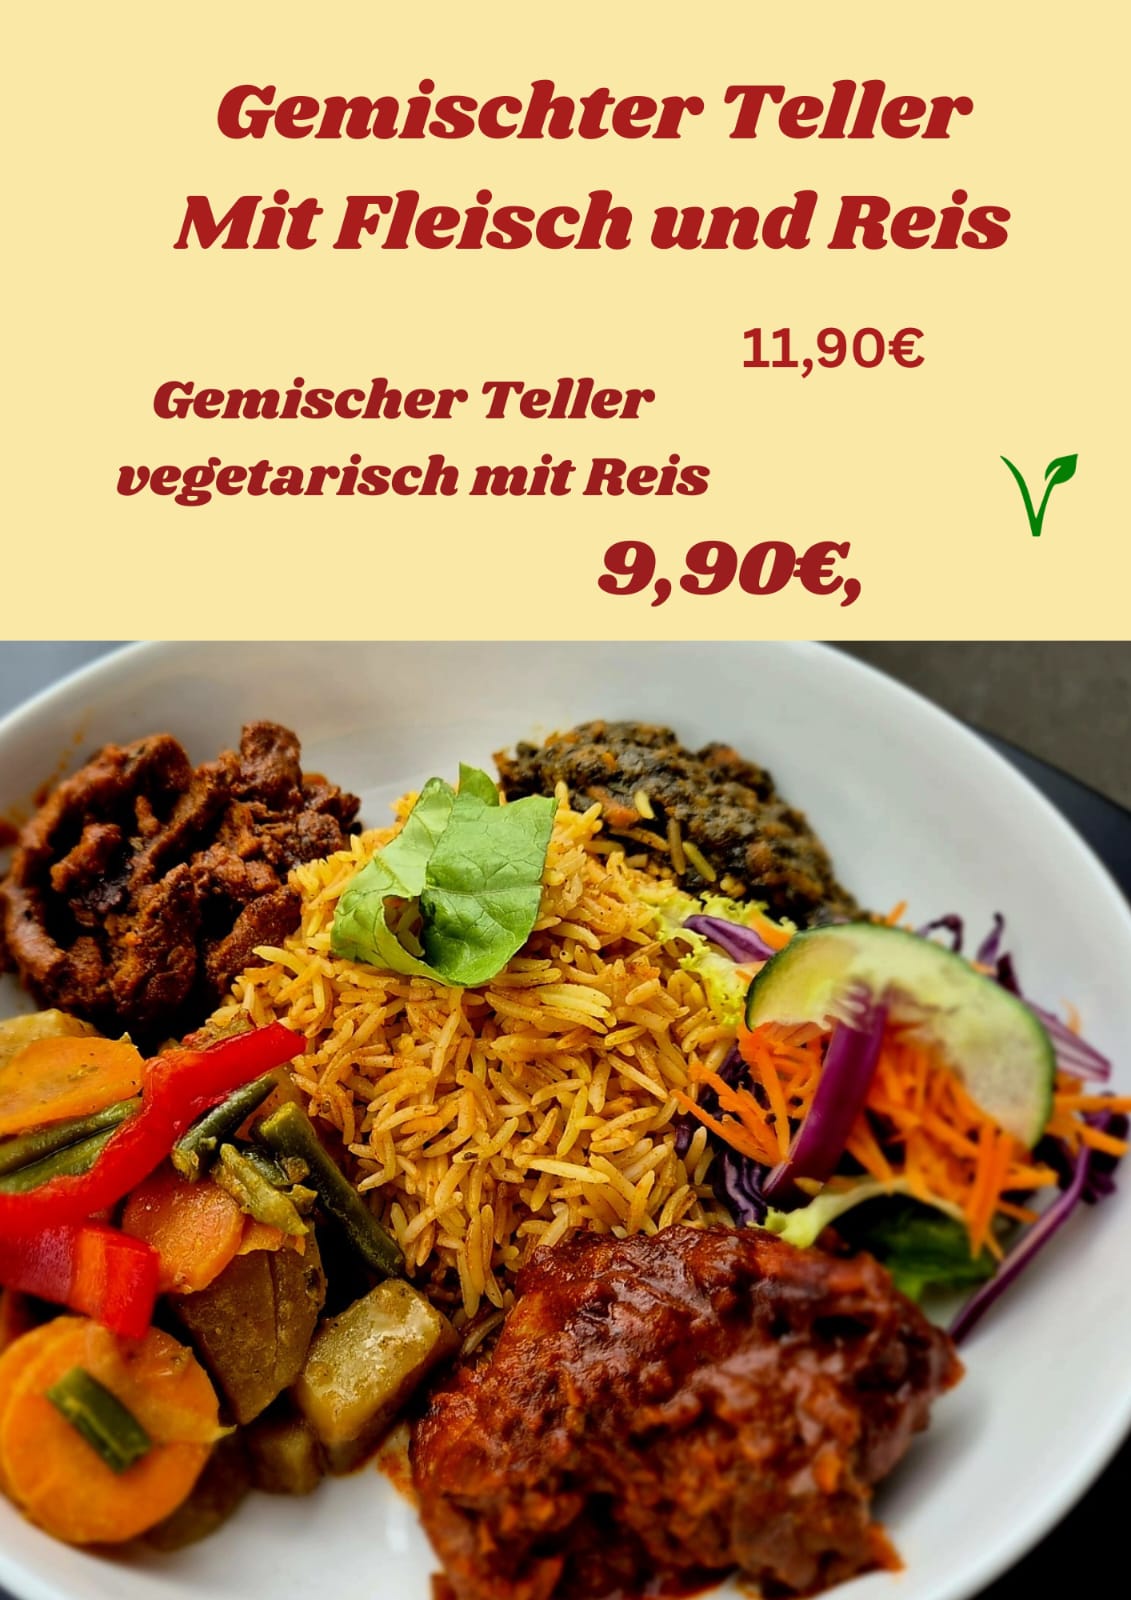 Gemischter Teller
Mit Fleisch und Reis
11,90€
Gemischer Teller
vegetarisch mit Reis
9,90€,